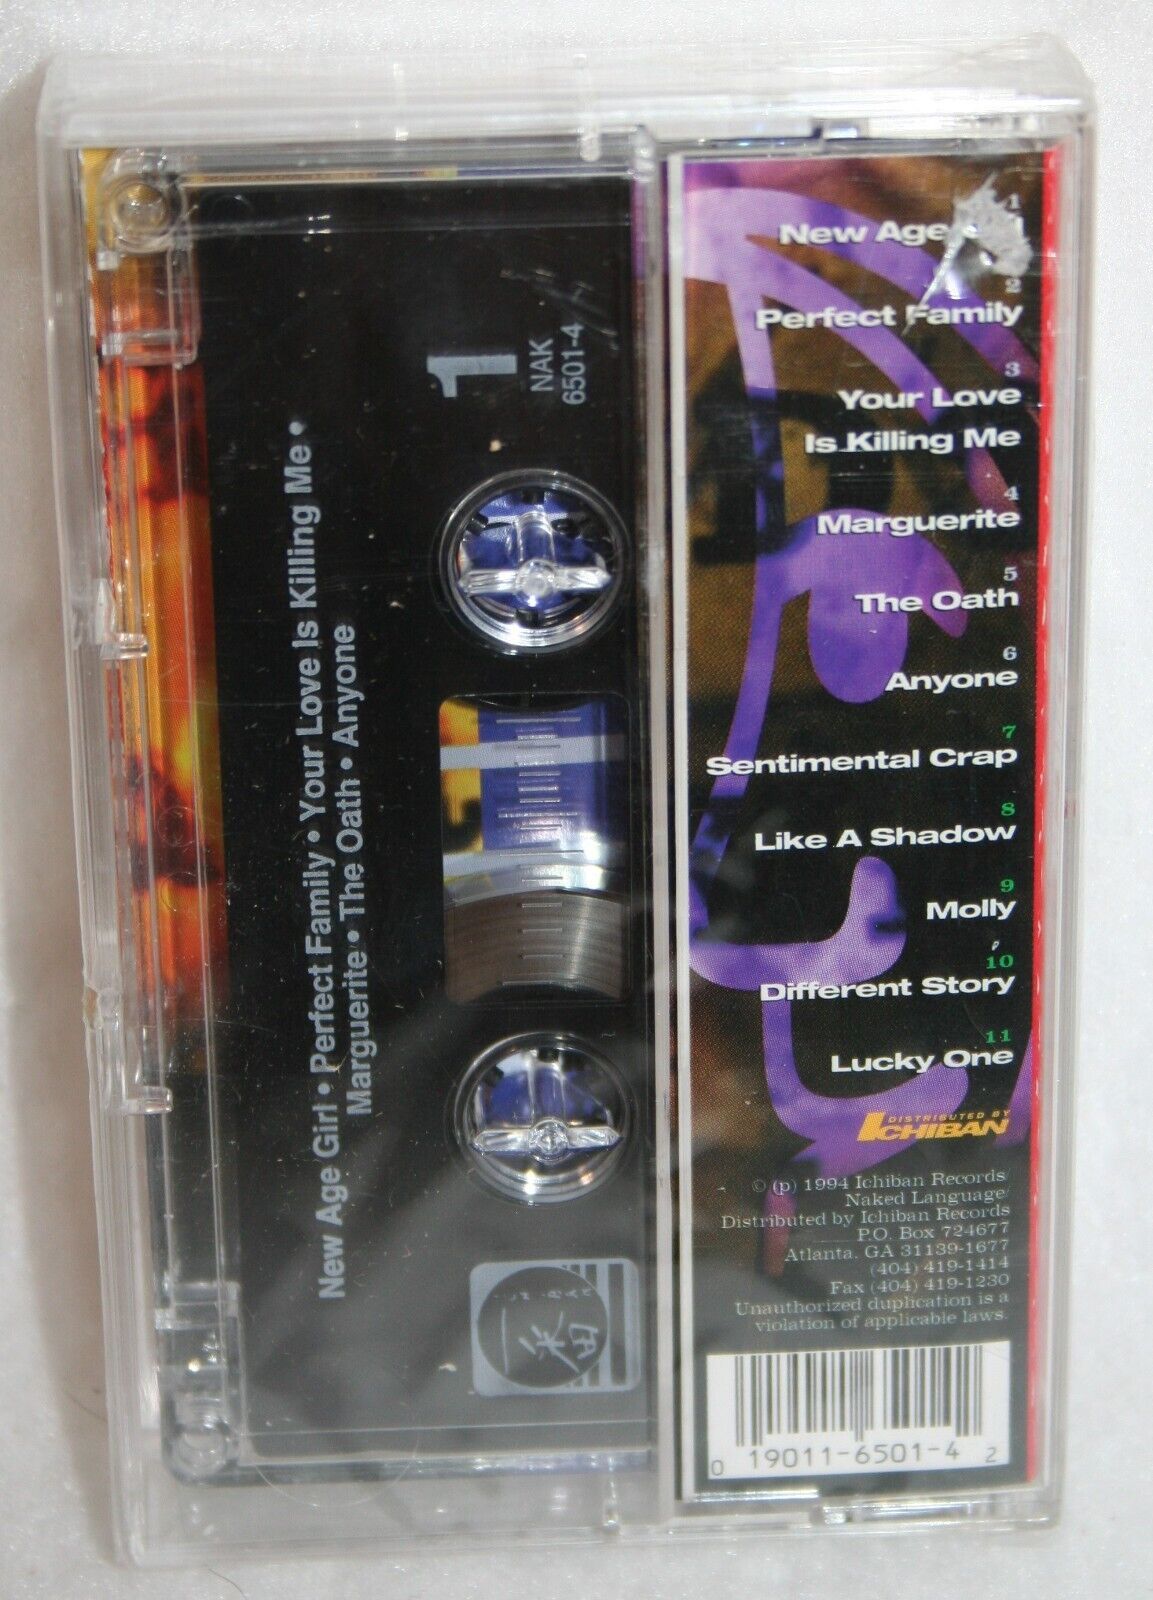 1
NAK
6501-4
New Age Girl • Perfect Family • Your Love Is Killing Me •
Marguerite • The Oath • Anyone
一番
1
New Age
2
Perfect Family
3
Your Love
Is Killing Me
4
Marguerite
5
The Oath
6
Anyone
7
Sentimental Crap
8
Like A Shadow
9
Molly
10
Different Story
11
Lucky One
DISTRIBUTED BY
ICHIBAN
© (p) 1994 Ichiban Records/
Naked Language/
Distributed by Ichiban Records
P.O. Box 724677
Atlanta. GA 31139-1677
(404) 419-1414
Fax (404) 419-1230
Unauthorized duplication is a
violation of applicable laws.
0 19011-6501-4 2